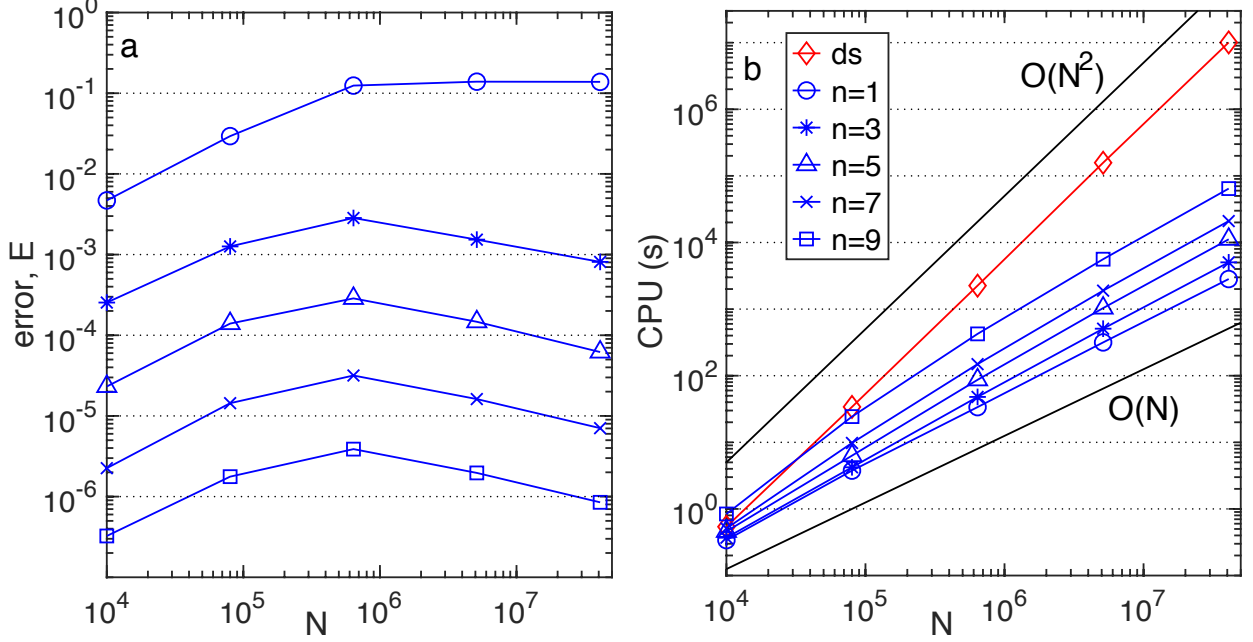 a
10^0
10^-1
10^-2
10^-3
10^-4
10^-5
10^-6
error, E
10^4
10^5
10^6
10^7
N
b
ds
n=1
n=3
n=5
n=7
n=9
O(N^2)
O(N)
10^6
10^4
10^2
10^0
CPU (s)
10^4
10^5
10^6
10^7
N